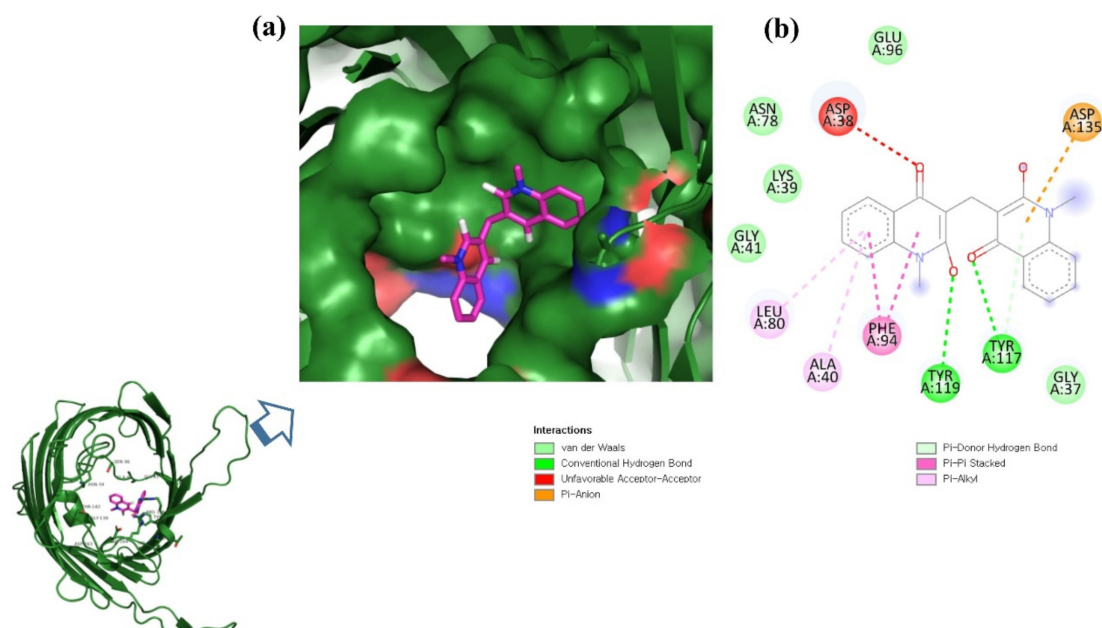 (a)
(b)
GLU
A:96
ASN
A:78
ASP
A:38
ASP
A:135
LYS
A:39
GLY
A:41
LEU
A:80
PHE
A:94
ALA
A:40
TYR
A:119
TYR
A:117
GLY
A:37
O
O
N
N
O
O
Interactions
van der Waals
Conventional Hydrogen Bond
Unfavorable Acceptor-Acceptor
Pi-Anion
Pi-Donor Hydrogen Bond
Pi-Pi Stacked
Pi-Alkyl